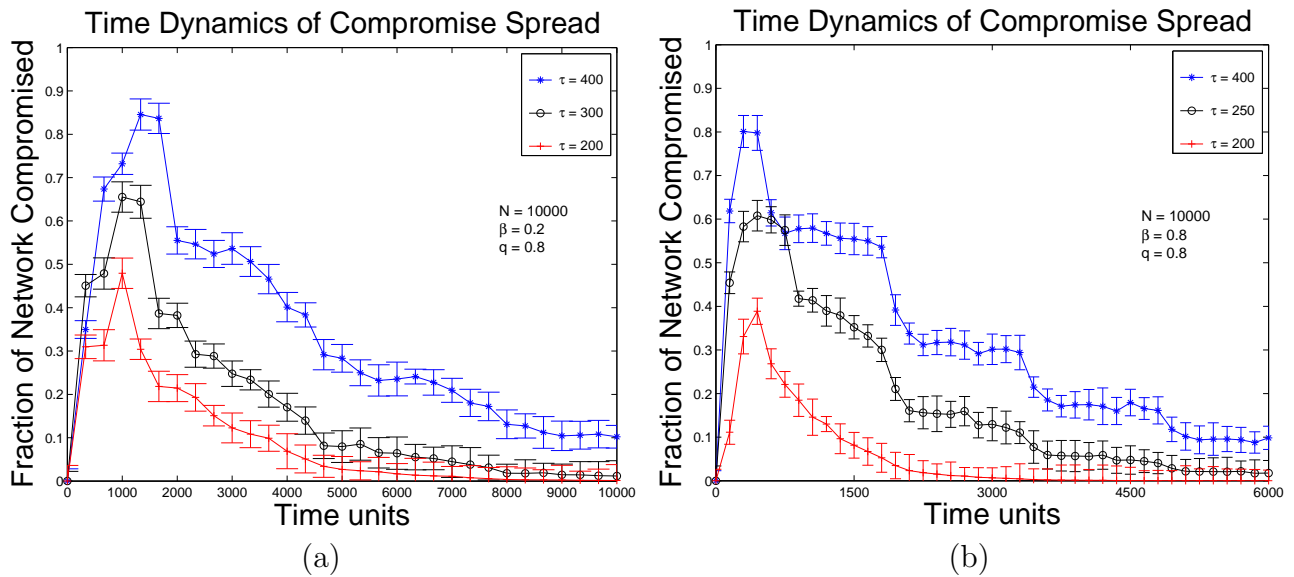 Time Dynamics of Compromise Spread
Fraction of Network Compromised
1
0.9
0.8
0.7
0.6
0.5
0.4
0.3
0.2
0.1
0
τ = 400
τ = 300
τ = 200
N = 10000
β = 0.2
q = 0.8
0 1000 2000 3000 4000 5000 6000 7000 8000 9000 10000
Time units
(a)
Time Dynamics of Compromise Spread
Fraction of Network Compromised
1
0.9
0.8
0.7
0.6
0.5
0.4
0.3
0.2
0.1
0
τ = 400
τ = 250
τ = 200
N = 10000
β = 0.8
q = 0.8
0 1500 3000 4500 6000
Time units
(b)